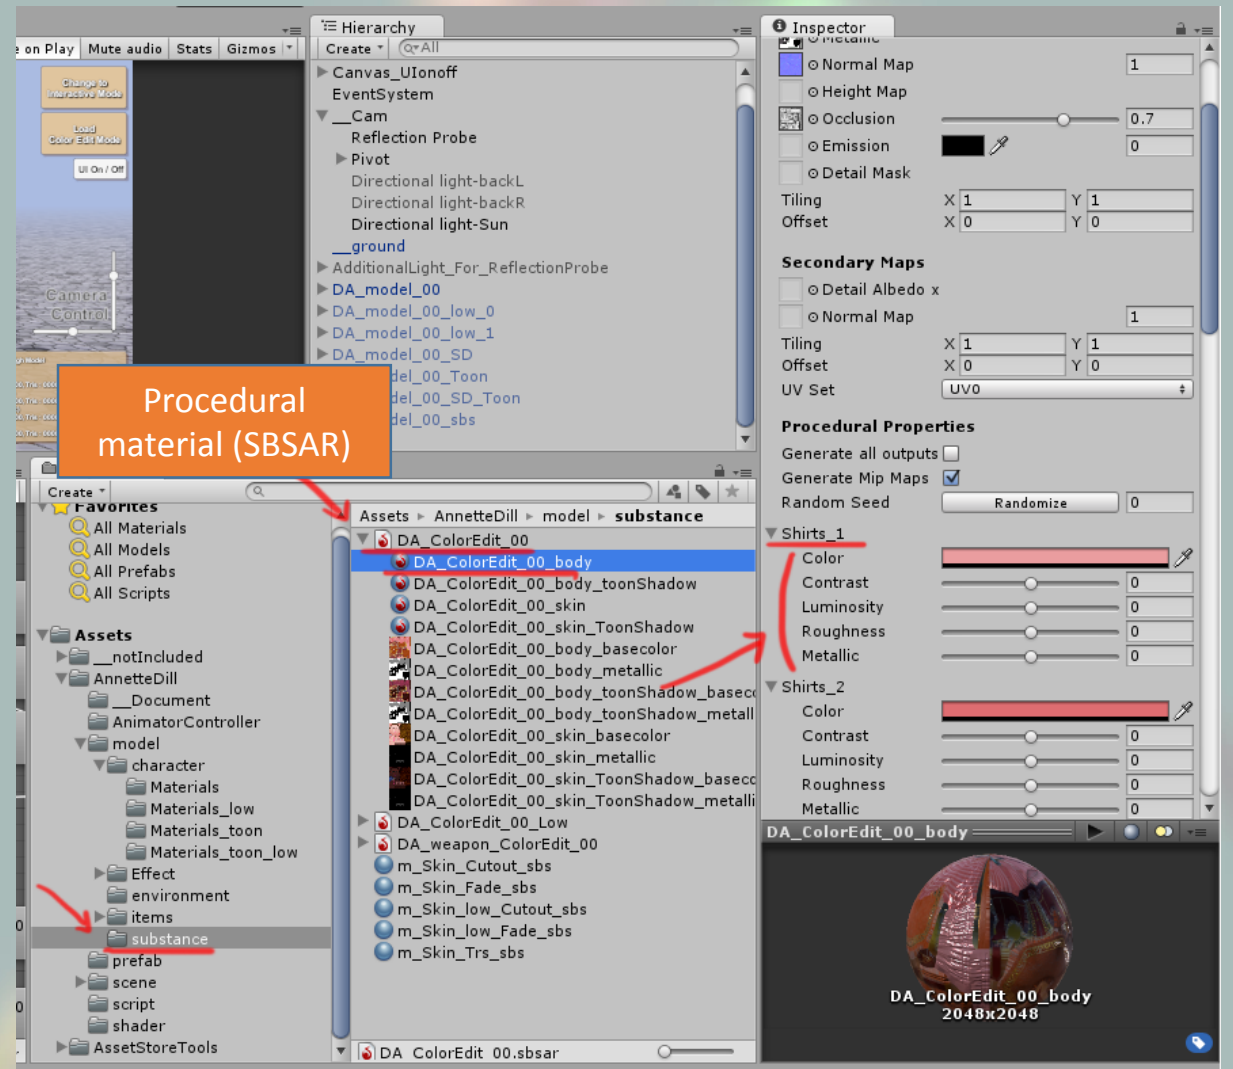 e on Play Mute audio Stats Gizmos
Change to
Interactive Mode
Load
Color Edit Mode
UI On / Off
Camera
Control
Hierarchy
Create All
Canvas_UIonoff
EventSystem
__Cam
Reflection Probe
Pivot
Directional light-backL
Directional light-backR
Directional light-Sun
__ground
AdditionalLight_For_ReflectionProbe
DA_model_00
DA_model_00_low_0
DA_model_00_low_1
DA_model_00_SD
del_00_Toon
del_00_SD_Toon
del_00_sbs
Procedural
material (SBSAR)
Create
Favorites
All Materials
All Models
All Prefabs
All Scripts
Assets
__notIncluded
AnnetteDill
__Document
AnimatorController
model
character
Materials
Materials_low
Materials_toon
Materials_toon_low
Effect
environment
items
substance
prefab
scene
script
shader
AssetStoreTools
Assets AnnetteDill model substance
DA_ColorEdit_00
DA_ColorEdit_00_body
DA_ColorEdit_00_body_toonShadow
DA_ColorEdit_00_skin
DA_ColorEdit_00_skin_ToonShadow
DA_ColorEdit_00_body_basecolor
DA_ColorEdit_00_body_metallic
DA_ColorEdit_00_body_toonShadow_baseco
DA_ColorEdit_00_body_toonShadow_metall
DA_ColorEdit_00_skin_basecolor
DA_ColorEdit_00_skin_metallic
DA_ColorEdit_00_skin_ToonShadow_baseco
DA_ColorEdit_00_skin_ToonShadow_metalli
DA_ColorEdit_00_Low
DA_weapon_ColorEdit_00
m_Skin_Cutout_sbs
m_Skin_Fade_sbs
m_Skin_low_Cutout_sbs
m_Skin_low_Fade_sbs
m_Skin_Trs_sbs
DA_ColorEdit_00.sbsar
Inspector
Metallic
Normal Map 1
Height Map
Occlusion 0.7
Emission 0
Detail Mask
Tiling X 1 Y 1
Offset X 0 Y 0
Secondary Maps
Detail Albedo x
Normal Map 1
Tiling X 1 Y 1
Offset X 0 Y 0
UV Set UV0
Procedural Properties
Generate all outputs
Generate Mip Maps
Random Seed Randomize 0
Shirts_1
Color
Contrast 0
Luminosity 0
Roughness 0
Metallic 0
Shirts_2
Color
Contrast 0
Luminosity 0
Roughness 0
Metallic 0
DA_ColorEdit_00_body
DA_ColorEdit_00_body
2048x2048